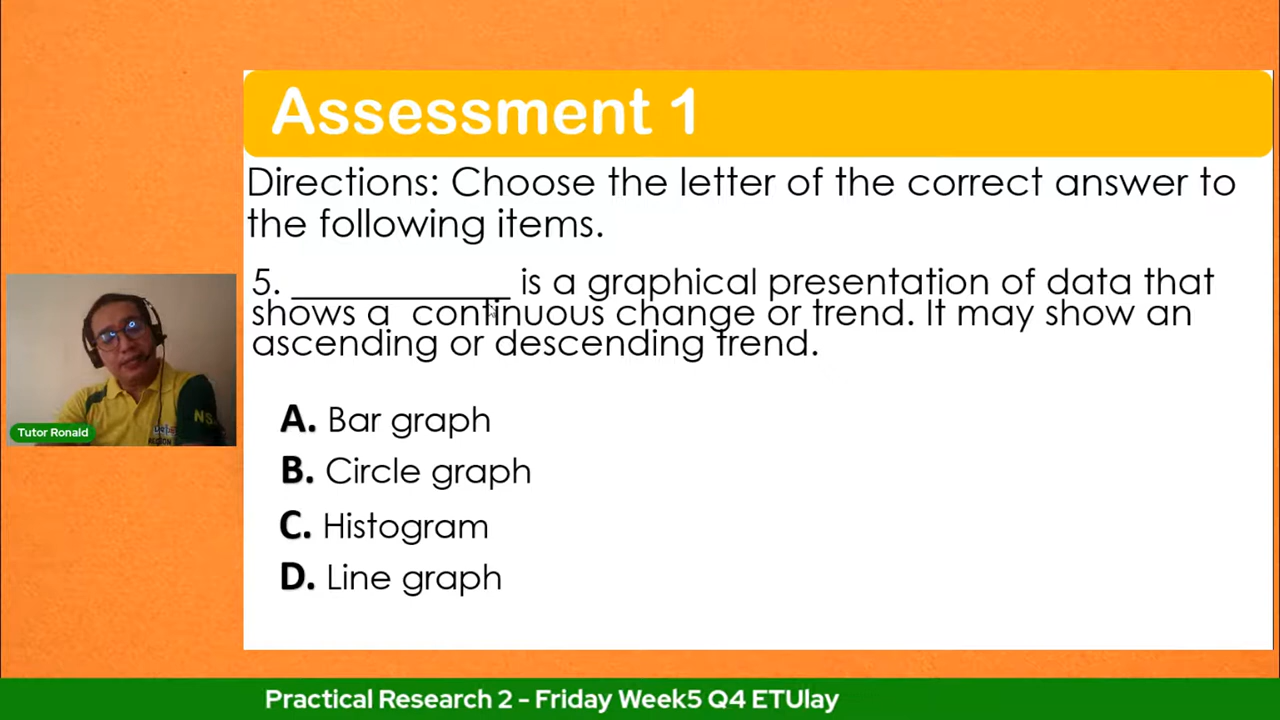 Assessment 1
Directions: Choose the letter of the correct answer to
the following items.
5. ____________ is a graphical presentation of data that
shows a continuous change or trend. It may show an
ascending or descending trend.
A. Bar graph
B. Circle graph
C. Histogram
D. Line graph
NS
Tutor Ronald
Practical Research 2 - Friday Week5 Q4 ETUlay